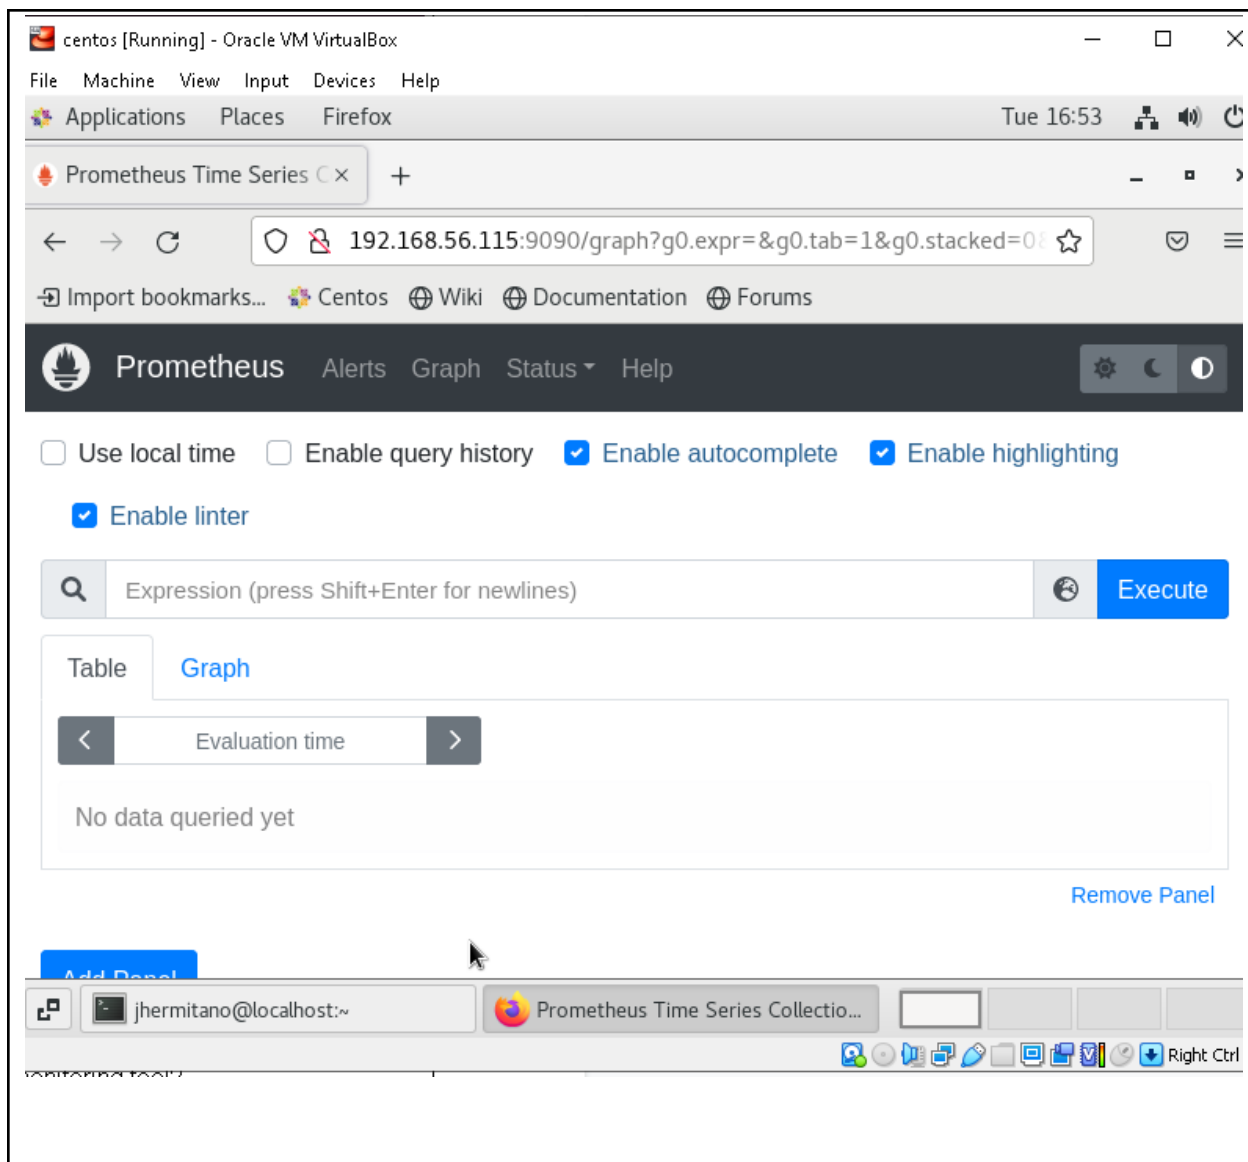 centos [Running] - Oracle VM VirtualBox
File Machine View Input Devices Help
Applications Places Firefox Tue 16:53
Prometheus Time Series C
192.168.56.115:9090/graph?g0.expr=&g0.tab=1&g0.stacked=0&
Import bookmarks... Centos Wiki Documentation Forums
Prometheus Alerts Graph Status Help
Use local time Enable query history Enable autocomplete Enable highlighting
Enable linter
Expression (press Shift+Enter for newlines) Execute
Table Graph
Evaluation time
No data queried yet
Remove Panel
Add Panel
jhermitano@localhost:~ Prometheus Time Series Collectio...
Right Ctrl